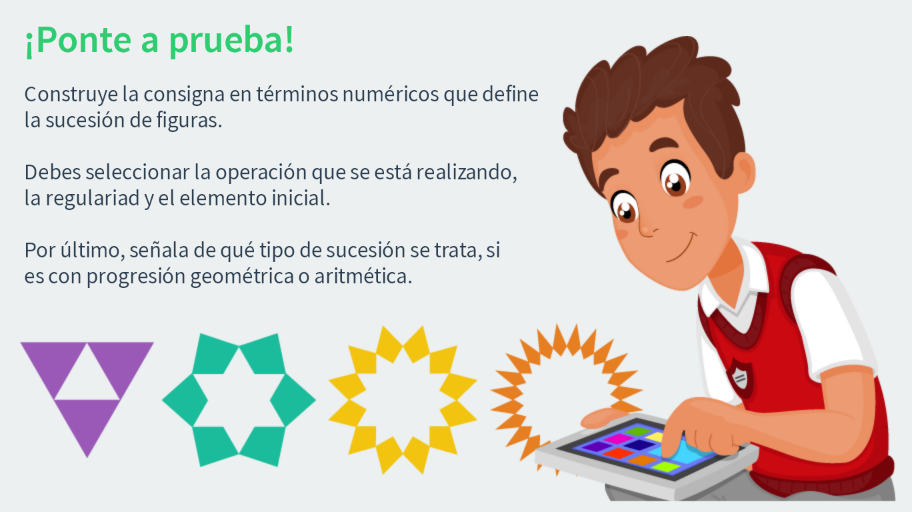 ¡Ponte a prueba!
Construye la consigna en términos numéricos que define
la sucesión de figuras.
Debes seleccionar la operación que se está realizando,
la regulariad y el elemento inicial.
Por último, señala de qué tipo de sucesión se trata, si
es con progresión geométrica o aritmética.